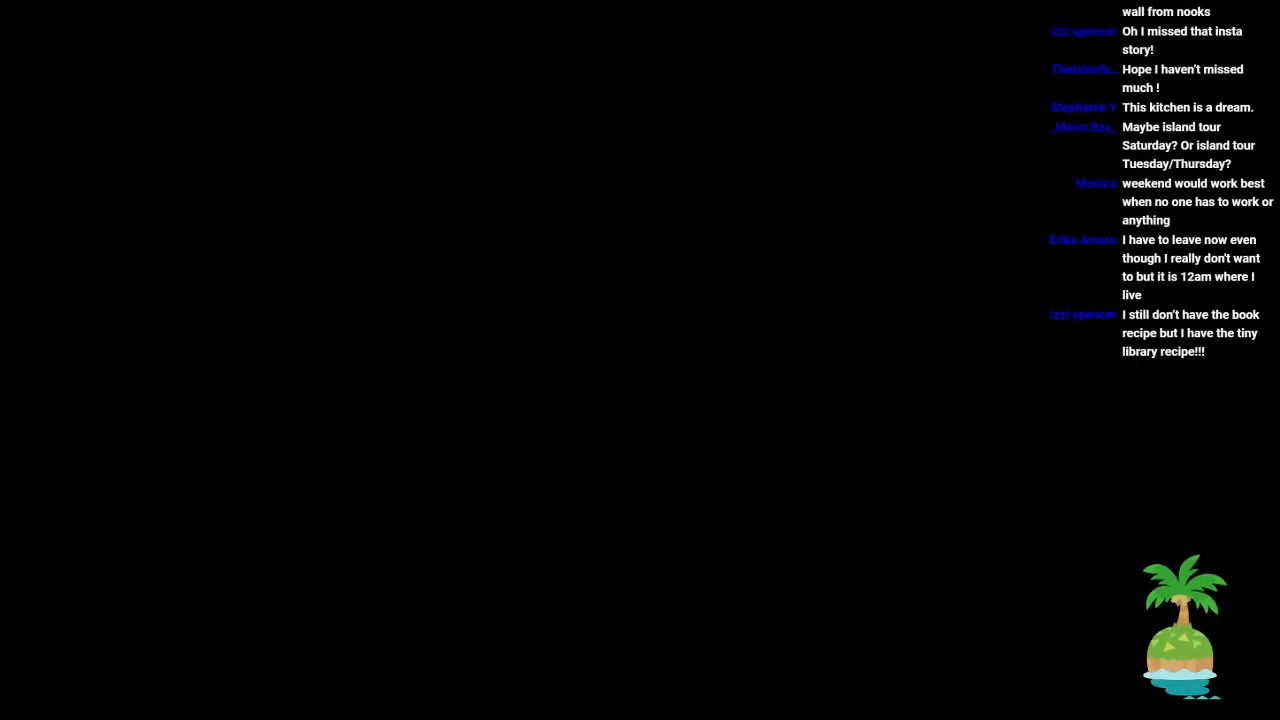 wall from nooks
izzi spencer Oh I missed that insta
story!
Theisleofa... Hope I haven't missed
much !
Stephanie Y This kitchen is a dream.
_Moon.Bay_ Maybe island tour
Saturday? Or island tour
Tuesday/Thursday?
Monica weekend would work best
when no one has to work or
anything
Erika Amaro I have to leave now even
though I really don't want
to but it is 12am where I
live
izzi spencer I still don't have the book
recipe but I have the tiny
library recipe!!!